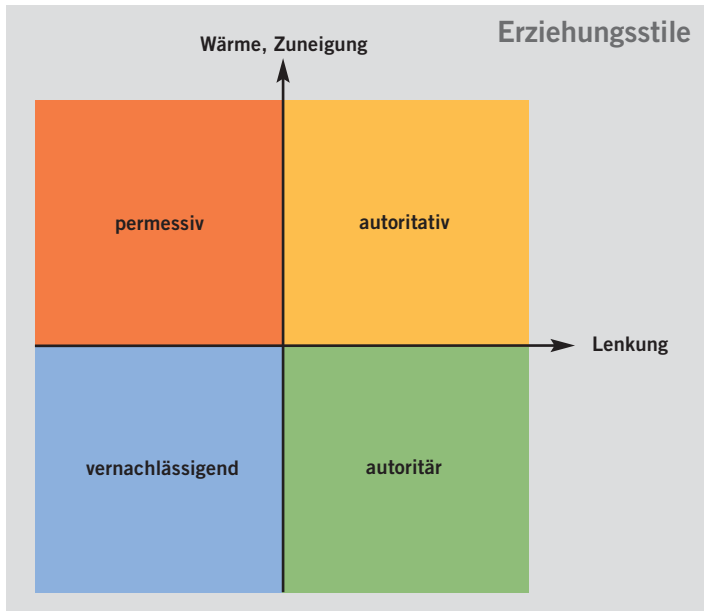 Erziehungsstile
Wärme, Zuneigung
permessiv
autoritativ
Lenkung
vernachlässigend
autoritär